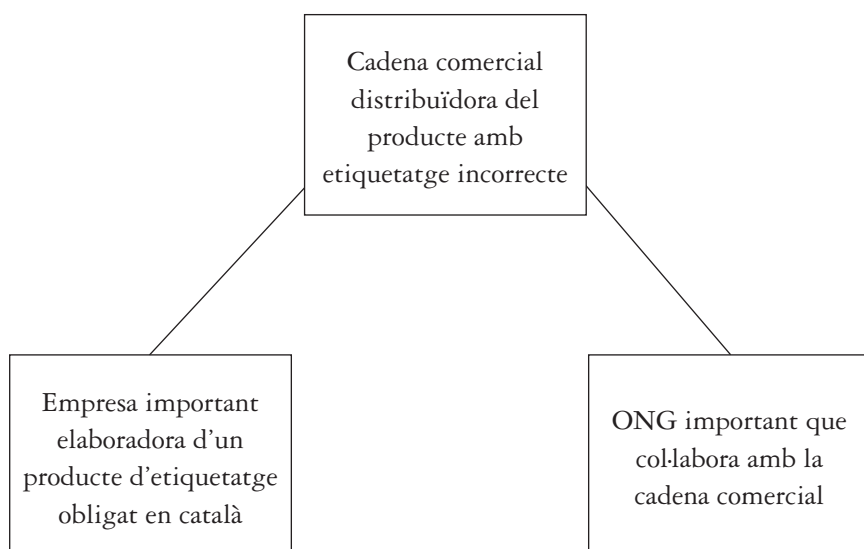 Cadena comercial
distribuïdora del
producte amb
etiquetatge incorrecte
Empresa important
elaboradora d’un
producte d’etiquetatge
obligat en català
ONG important que
col·labora amb la
cadena comercial